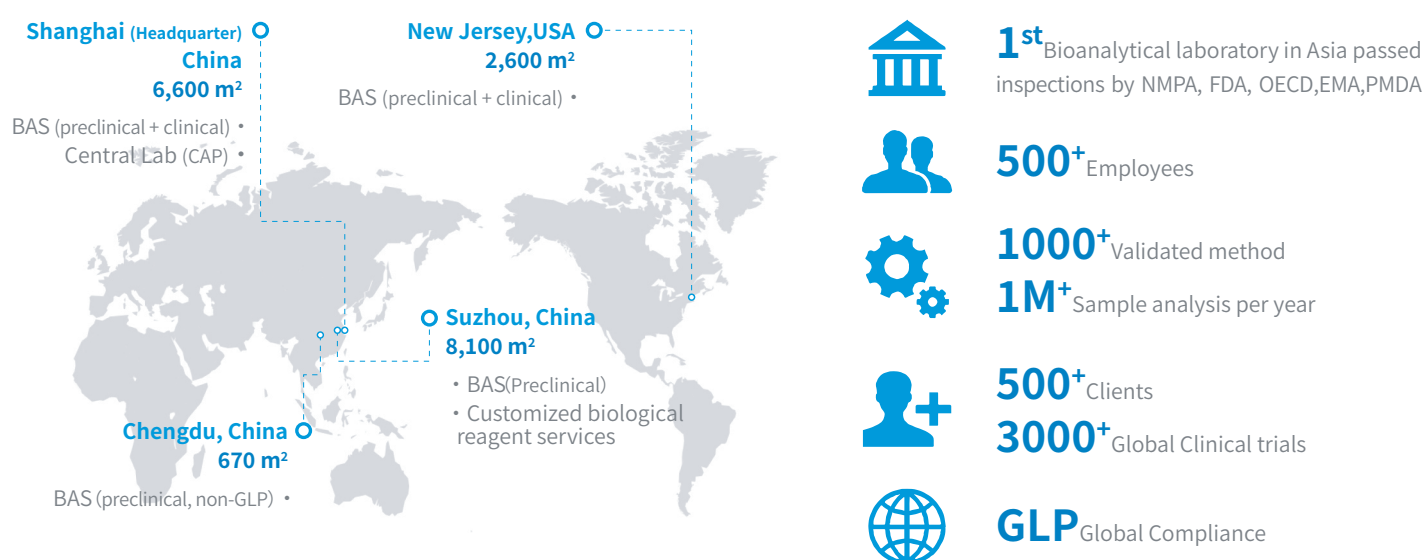 Shanghai (Headquarter)
China
6,600 m²
BAS (preclinical + clinical) •
Central Lab (CAP) •
New Jersey,USA
2,600 m²
BAS (preclinical + clinical) •
Suzhou, China
8,100 m²
• BAS(Preclinical)
• Customized biological
reagent services
Chengdu, China
670 m²
BAS (preclinical, non-GLP) •
1st Bioanalytical laboratory in Asia passed
inspections by NMPA, FDA, OECD,EMA,PMDA
500+ Employees
1000+ Validated method
1M+ Sample analysis per year
500+ Clients
3000+ Global Clinical trials
GLP Global Compliance